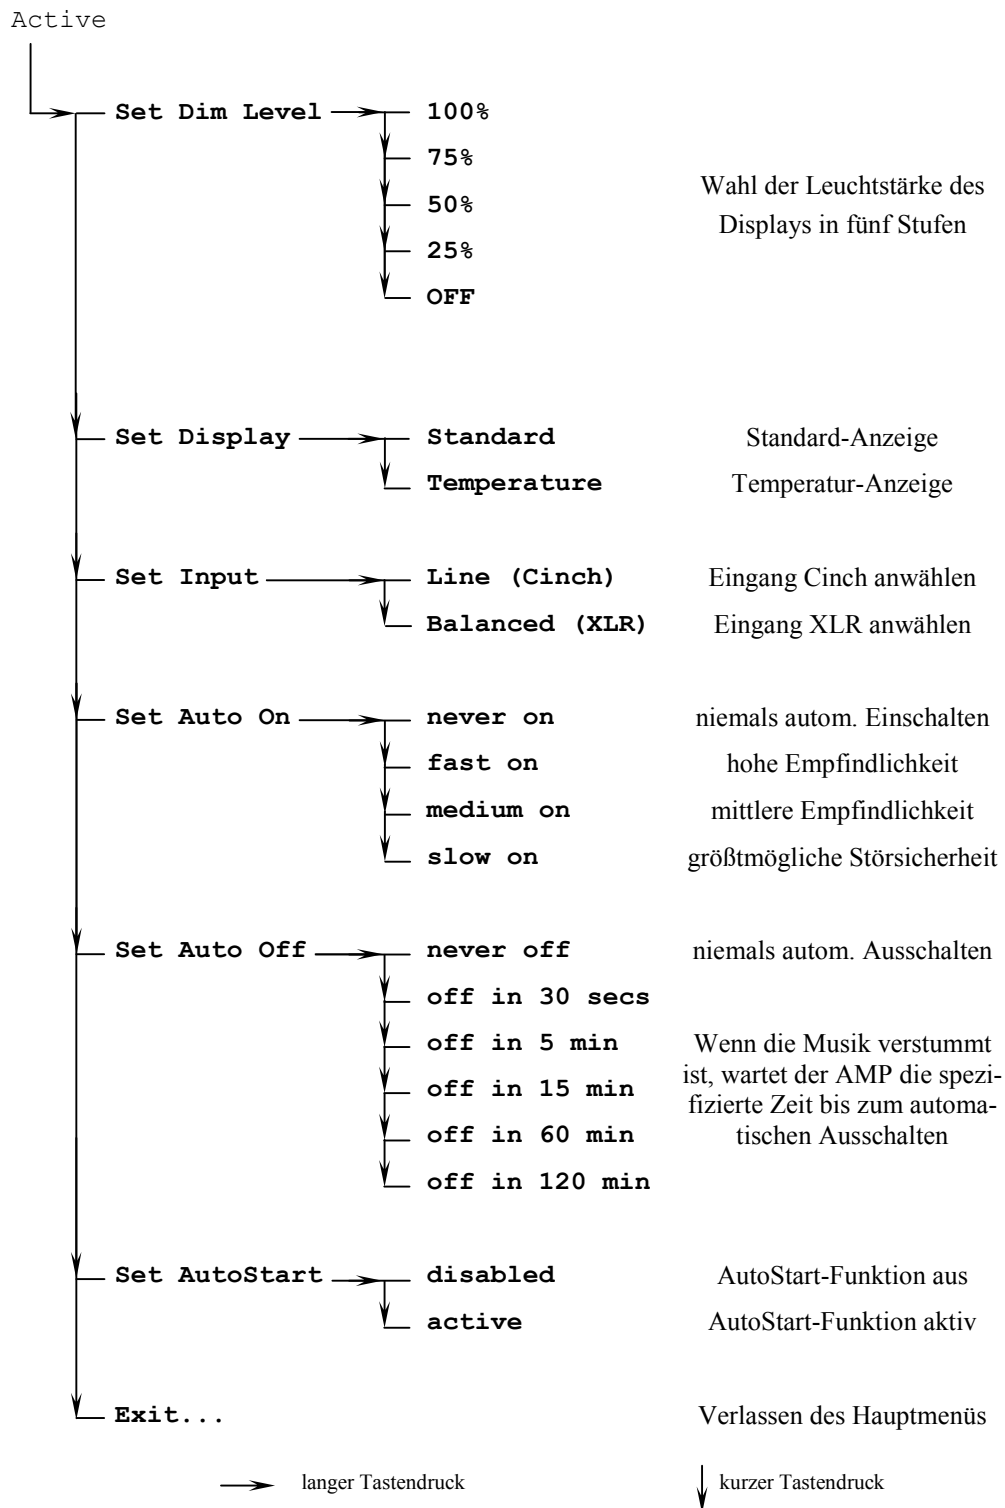 Active
Set Dim Level 100%
75%
50%
25%
OFF
Wahl der Leuchtstärke des
Displays in fünf Stufen
Set Display Standard Standard-Anzeige
Temperature Temperatur-Anzeige
Set Input Line (Cinch) Eingang Cinch anwählen
Balanced (XLR) Eingang XLR anwählen
Set Auto On never on niemals autom. Einschalten
fast on hohe Empfindlichkeit
medium on mittlere Empfindlichkeit
slow on größtmögliche Störsicherheit
Set Auto Off never off niemals autom. Ausschalten
off in 30 secs
off in 5 min
off in 15 min
off in 60 min
off in 120 min
Wenn die Musik verstummt
ist, wartet der AMP die spezi-
fizierte Zeit bis zum automa-
tischen Ausschalten
Set AutoStart disabled AutoStart-Funktion aus
active AutoStart-Funktion aktiv
Exit... Verlassen des Hauptmenüs
langer Tastendruck kurzer Tastendruck